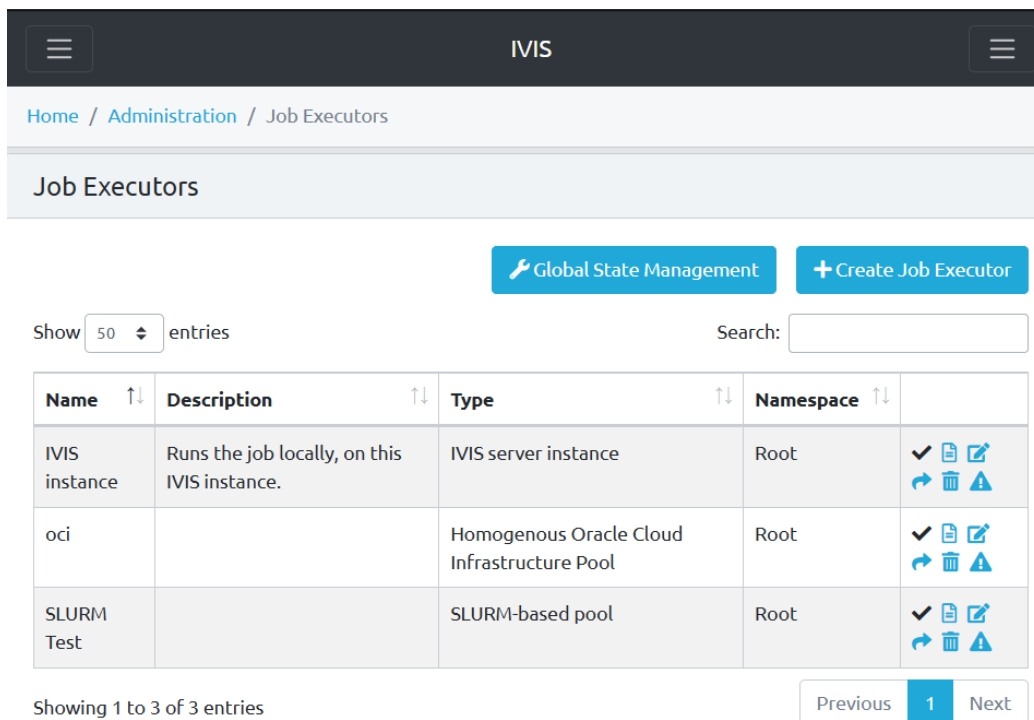 IVIS
Home / Administration / Job Executors
Job Executors
Global State Management
Create Job Executor
Show 50 entries
Search:
Name Description Type Namespace
IVIS Runs the job locally, on this IVIS server instance Root
instance IVIS instance.
oci Homogenous Oracle Cloud Root
Infrastructure Pool
SLURM SLURM-based pool Root
Test
Showing 1 to 3 of 3 entries
Previous 1 Next